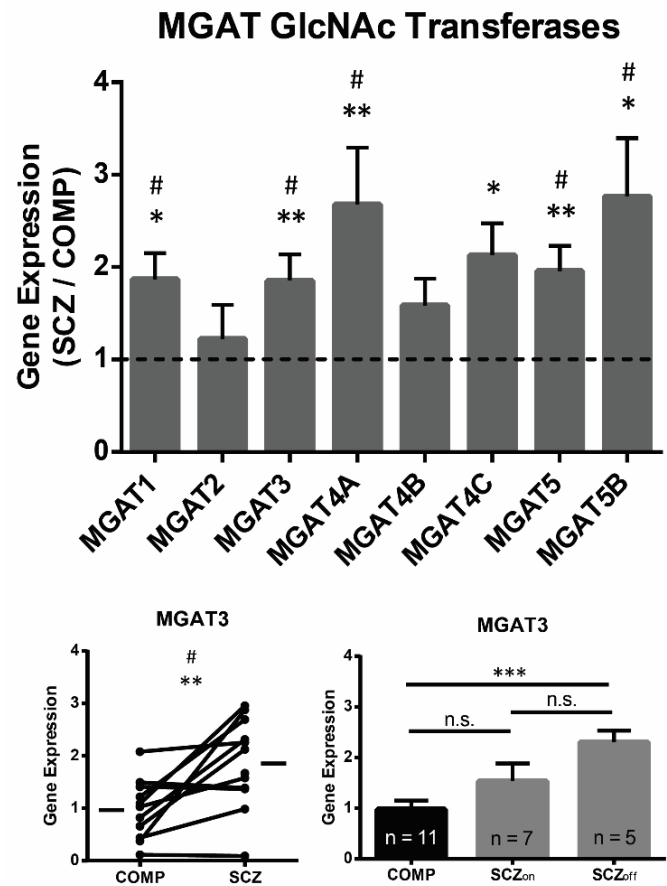 MGAT GlcNAc Transferases
Gene Expression
(SCZ / COMP)
4
3
2
1
0
#
*
#
**
#
**
*
#
**
#
*
MGAT1
MGAT2
MGAT3
MGAT4A
MGAT4B
MGAT4C
MGAT5
MGAT5B
MGAT3
#
**
Gene Expression
4
3
2
1
0
COMP
SCZ
MGAT3
Gene Expression
4
3
2
1
0
***
n.s.
n.s.
n = 11
n = 7
n = 5
COMP
SCZon
SCZoff